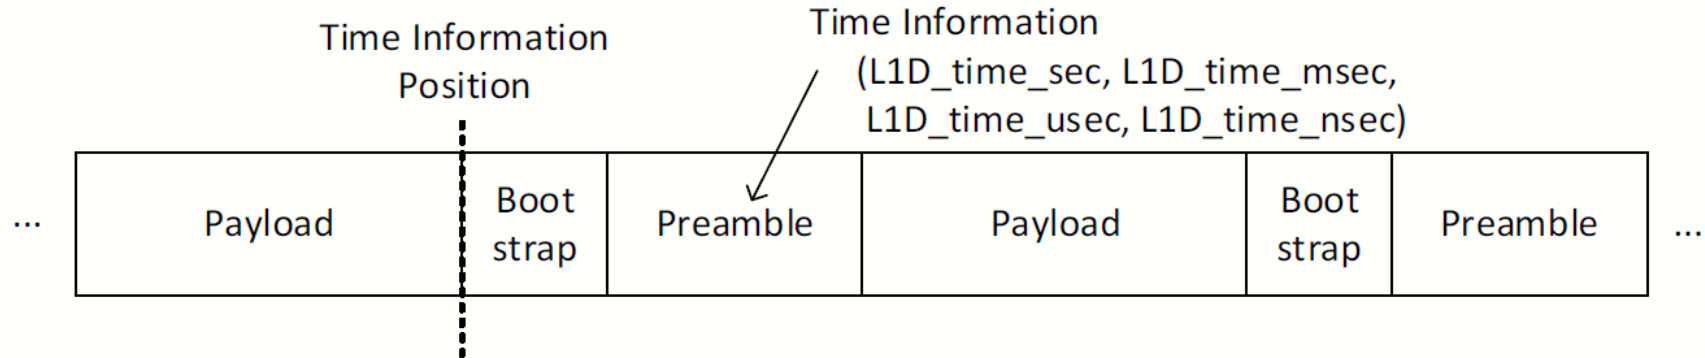 Time Information
Position
Time Information
(L1D_time_sec, L1D_time_msec,
L1D_time_usec, L1D_time_nsec)
...
Payload
Boot
strap
Preamble
Payload
Boot
strap
Preamble
...